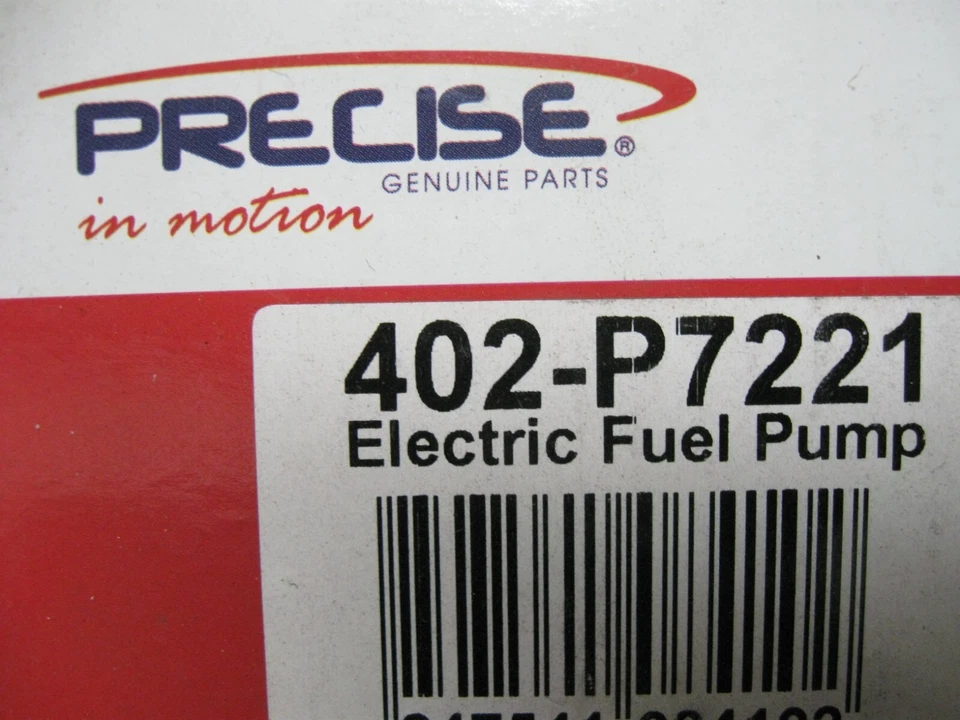 PRECISE®
GENUINE PARTS
in motion
402-P7221
Electric Fuel Pump